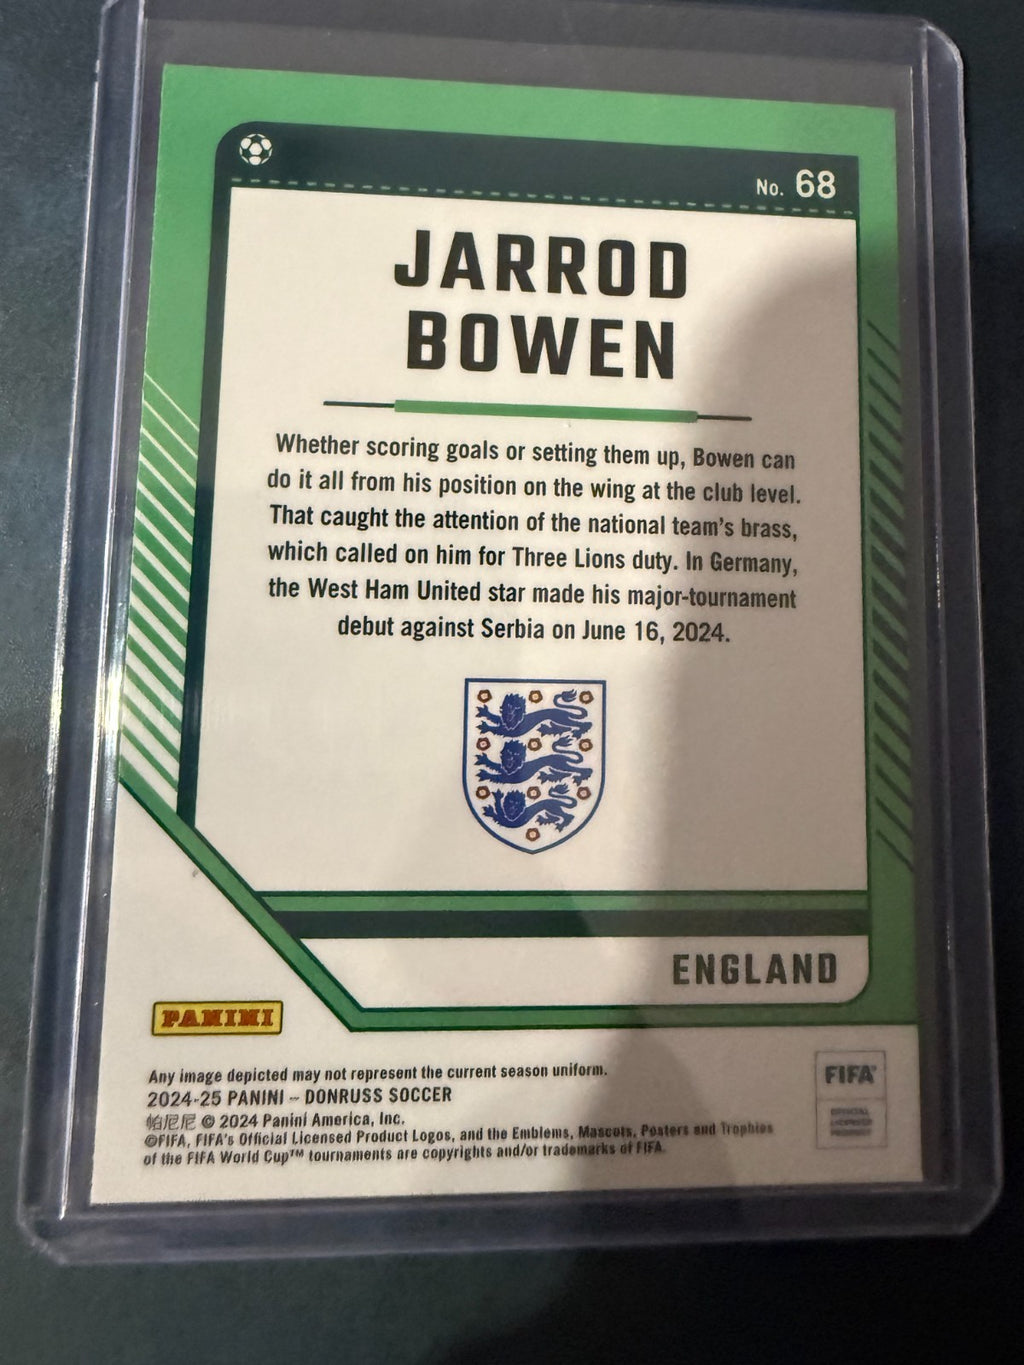 No. 68
JARROD
BOWEN
Whether scoring goals or setting them up, Bowen can
do it all from his position on the wing at the club level.
That caught the attention of the national team's brass,
which called on him for Three Lions duty. In Germany,
the West Ham United star made his major-tournament
debut against Serbia on June 16, 2024.
ENGLAND
PANINI
Any image depicted may not represent the current season uniform.
2024-25 PANINI – DONRUSS SOCCER
帕尼尼 © 2024 Panini America, Inc.
©FIFA, FIFA's Official Licensed Product Logos, and the Emblems, Mascots, Posters and Trophies
of the FIFA World Cup™ tournaments are copyrights and/or trademarks of FIFA.
FIFA®
OFFICIAL
LICENSED
PRODUCT